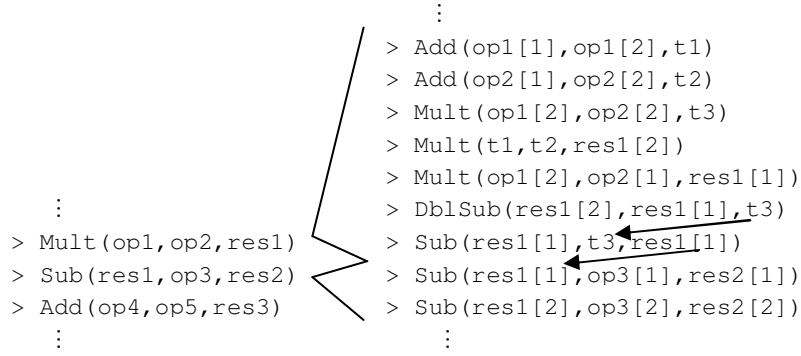 ⋮
> Mult(op1,op2,res1)
> Sub(res1,op3,res2)
> Add(op4,op5,res3)
⋮
⋮
> Add(op1[1],op1[2],t1)
> Add(op2[1],op2[2],t2)
> Mult(op1[2],op2[2],t3)
> Mult(t1,t2,res1[2])
> Mult(op1[2],op2[1],res1[1])
> DblSub(res1[2],res1[1],t3)
> Sub(res1[1],t3,res1[1])
> Sub(res1[1],op3[1],res2[1])
> Sub(res1[2],op3[2],res2[2])
⋮